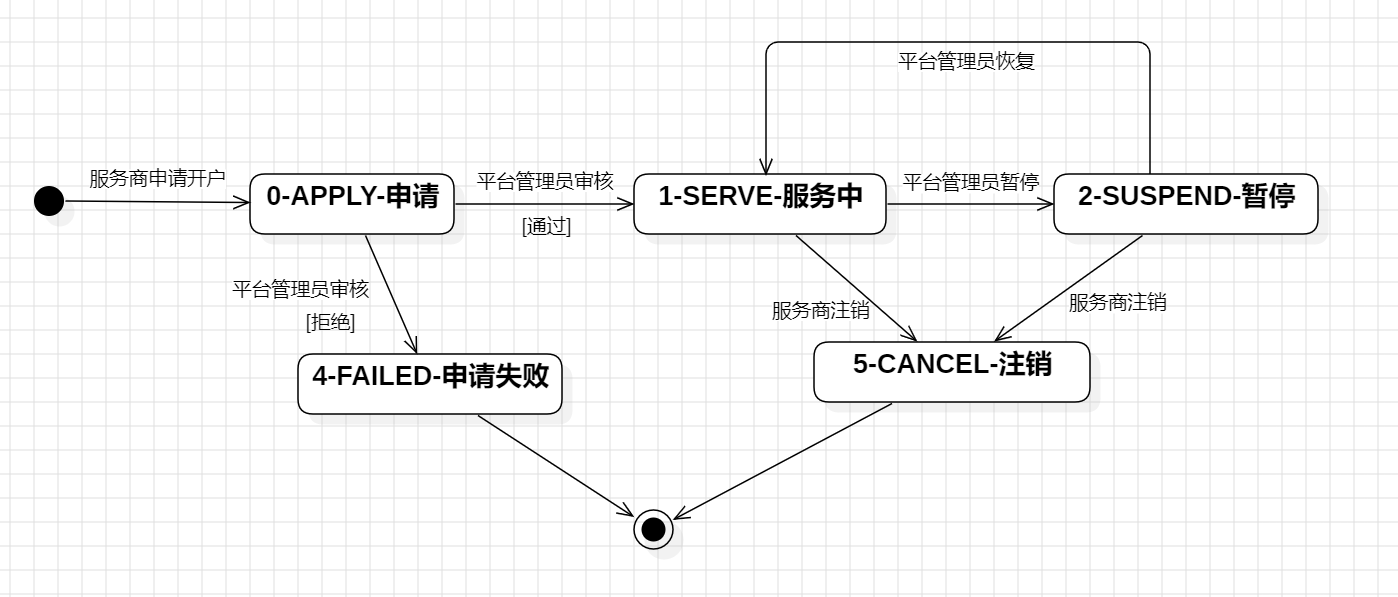 平台管理员恢复
服务商申请开户
0-APPLY-申请
平台管理员审核
[通过]
1-SERVE-服务中
平台管理员暂停
2-SUSPEND-暂停
平台管理员审核
[拒绝]
服务商注销
服务商注销
4-FAILED-申请失败
5-CANCEL-注销